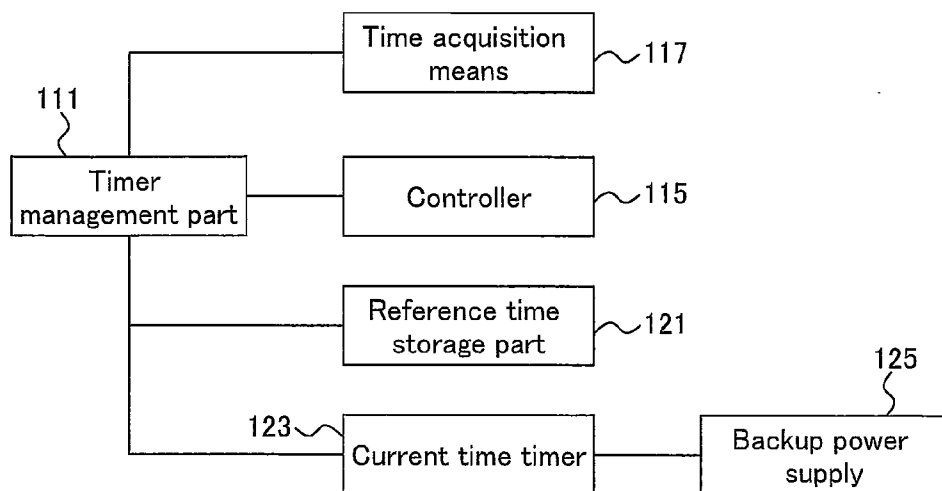 Time acquisition
means
117
111
Timer
management part
Controller
115
Reference time
storage part
121
125
123
Current time timer
Backup power
supply